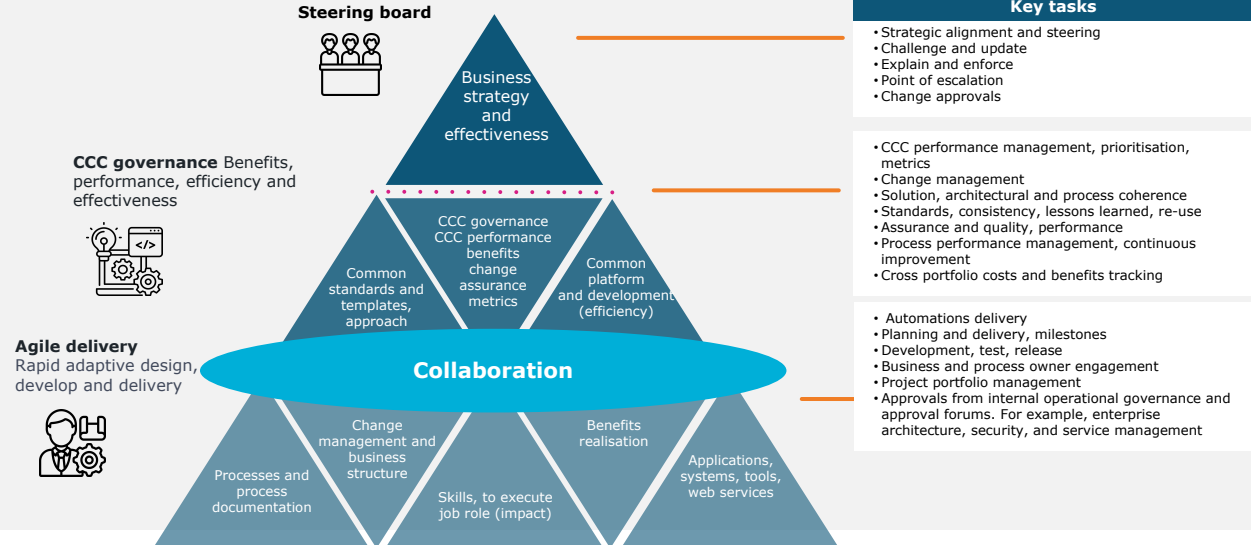 Steering board
Key tasks
Business
strategy
and
effectiveness
• Strategic alignment and steering
• Challenge and update
• Explain and enforce
• Point of escalation
• Change approvals
CCC governance Benefits,
performance, efficiency and
effectiveness
CCC governance
CCC performance
benefits
change
assurance
metrics
Common
standards and
templates,
approach
Common
platform
and development
(efficiency)
• CCC performance management, prioritisation,
metrics
• Change management
• Solution, architectural and process coherence
• Standards, consistency, lessons learned, re-use
• Assurance and quality, performance
• Process performance management, continuous
improvement
• Cross portfolio costs and benefits tracking
Agile delivery
Rapid adaptive design,
develop and delivery
Collaboration
• Automations delivery
• Planning and delivery, milestones
• Development, test, release
• Business and process owner engagement
• Project portfolio management
• Approvals from internal operational governance and
approval forums. For example, enterprise
architecture, security, and service management
Processes and
process
documentation
Change
management and
business
structure
Skills, to execute
job role (impact)
Benefits
realisation
Applications,
systems, tools,
web services